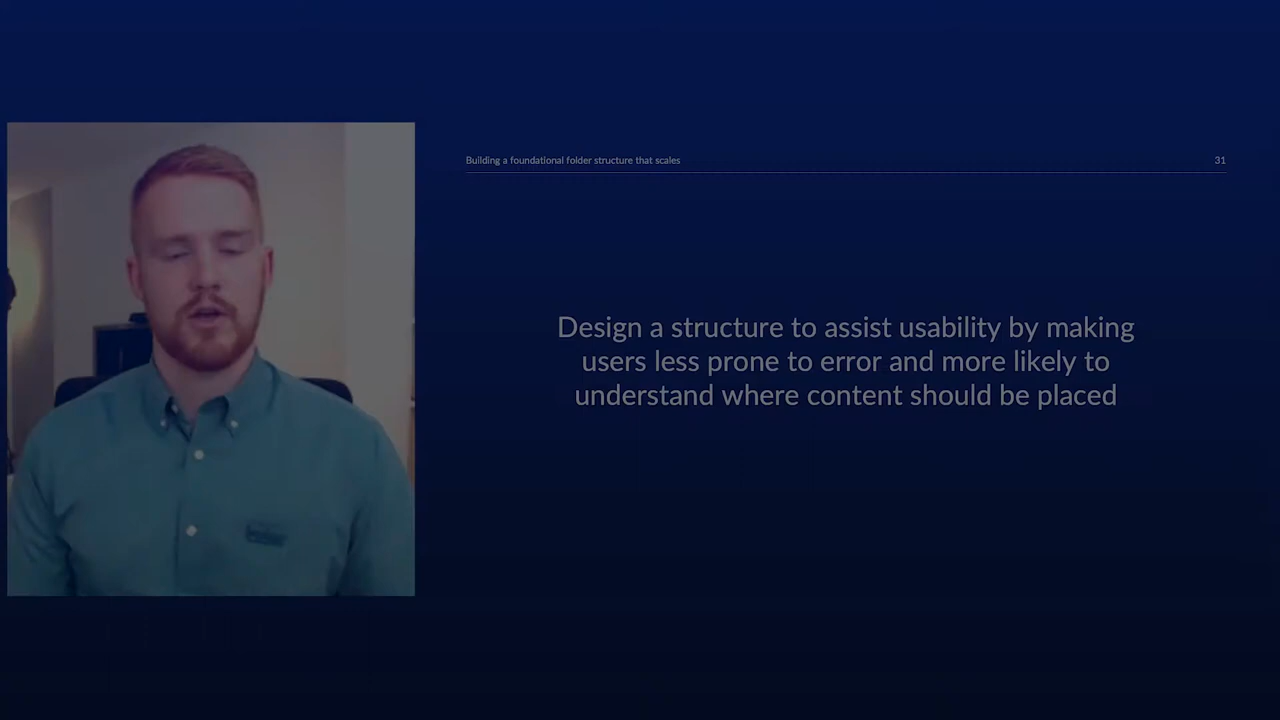 Building a foundational folder structure that scales
31
Design a structure to assist usability by making
users less prone to error and more likely to
understand where content should be placed